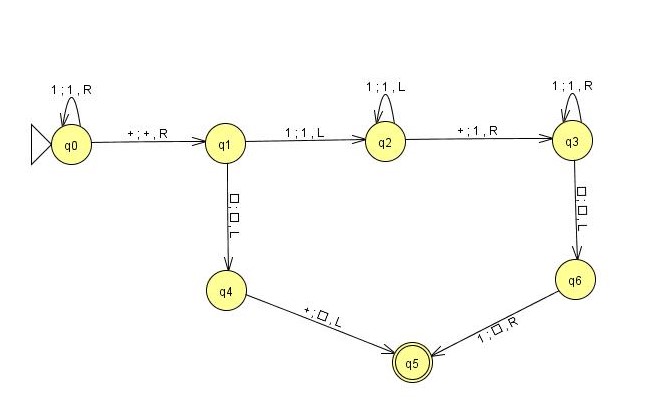 1 ; 1 , R
1 ; 1 , L
1 ; 1 , R
q0
+ ; + , R
q1
1 ; 1 , L
q2
+ ; 1 , R
q3
□ ; □ , L
□ ; □ , L
q4
q6
+ ; □ , L
1 ; □ , R
q5